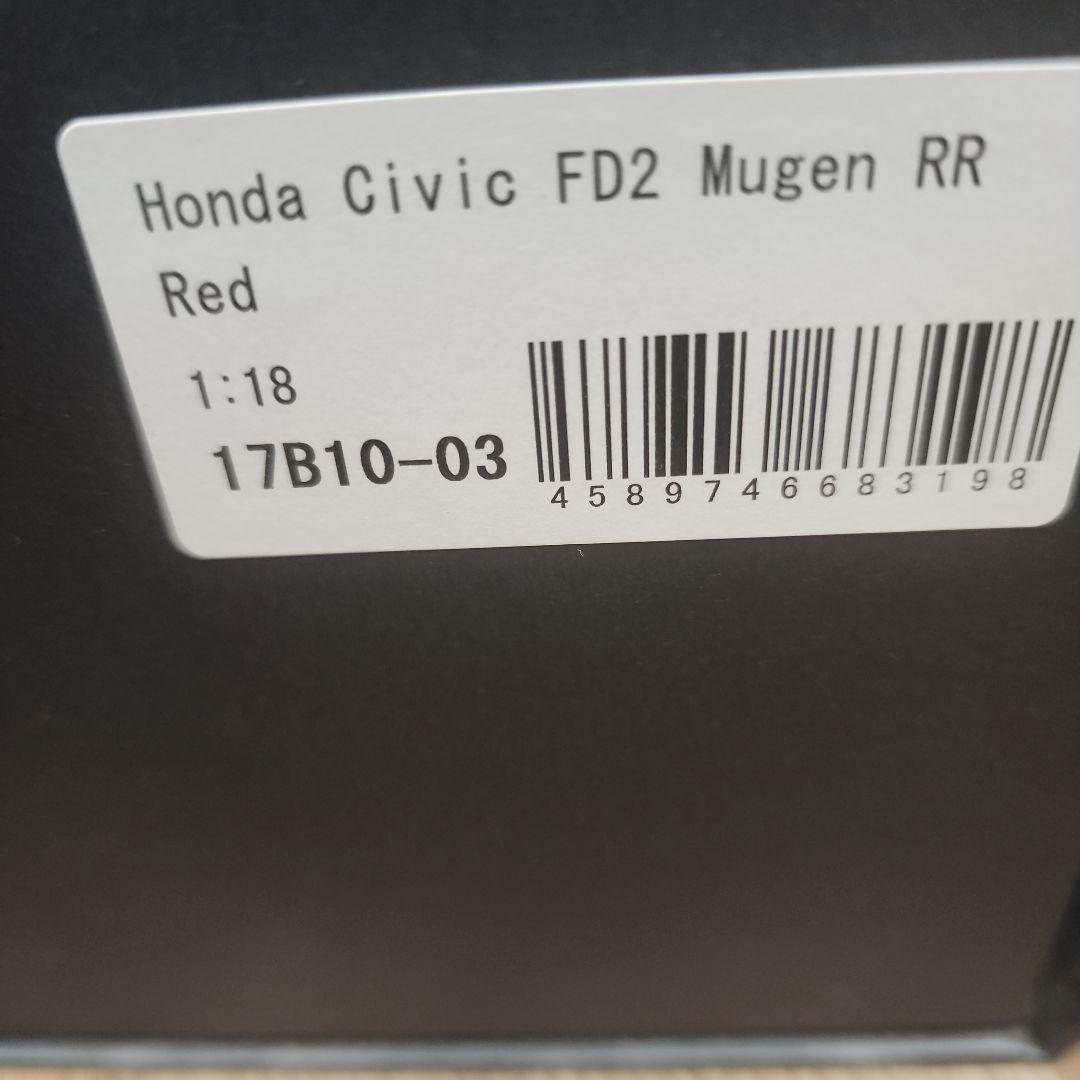 Honda Civic FD2 Mugen RR
Red
1:18
17B10-03
4589746683198